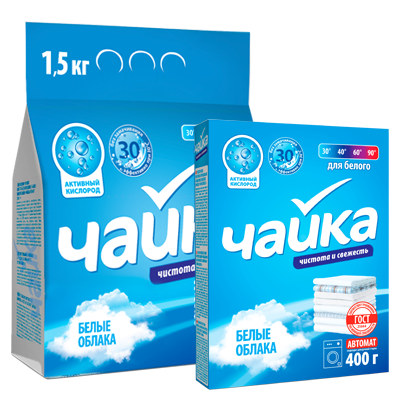 1,5 кг
АКТИВНЫЙ
КИСЛОРОД
30°
30°
чайка
чистота
БЕЛЫЕ
ОБЛАКА
АКТИВНЫЙ
КИСЛОРОД
30°
30° 40° 60° 90°
для белого
чайка
чистота и свежесть
БЕЛЫЕ
ОБЛАКА
ГОСТ
АВТОМАТ
400 г